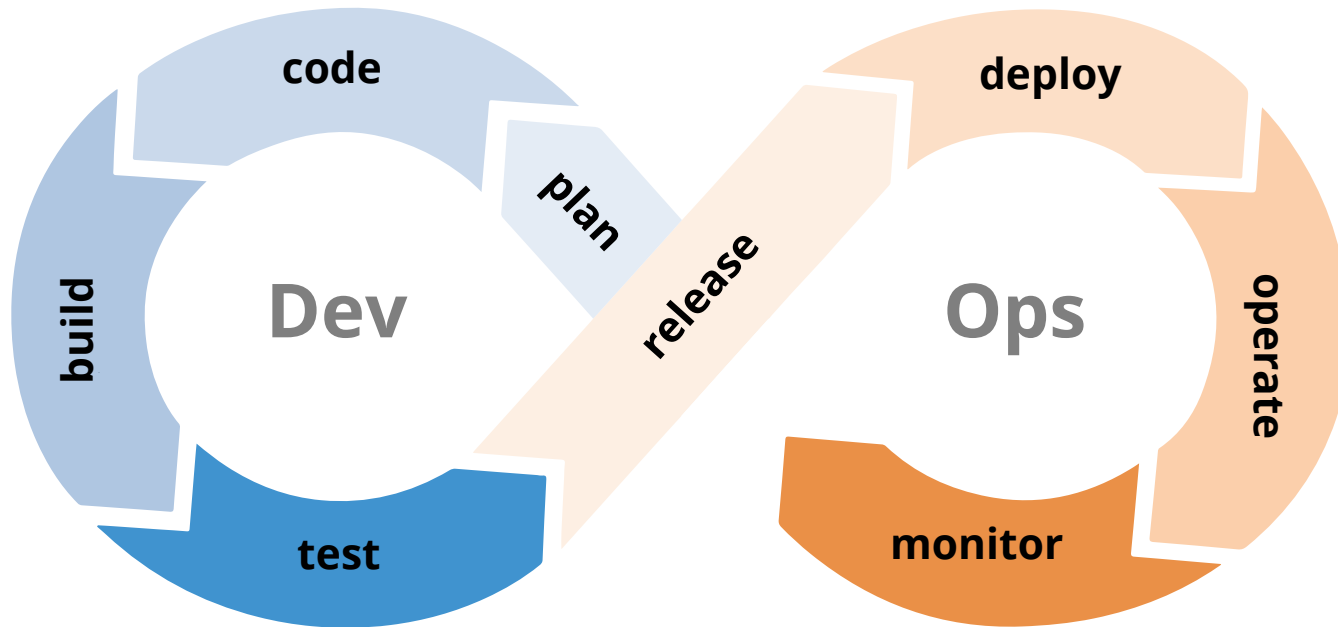 code
deploy
plan
release
build
Dev
Ops
operate
test
monitor